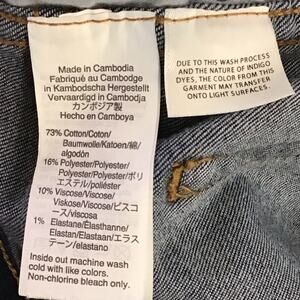 Made in Cambodia
Fabriqué au Cambodge
in Kambodscha Hergestellt
Vervaardigd in Cambodja
カンボジア製
Hecho en Camboya
73% Cotton/Coton/
Baumwolle/Katoen/綿/
algodón
16% Polyester/Polyester/
Polyester/Polyester/ポリ
エステル/poliéster
10% Viscose/Viscose/
Viskose/Viscose/ビスコ
ース/viscosa
1% Elastane/Élasthanne/
Elastan/Elastaan/エラス
テーン/elastano
Inside out machine wash
cold with like colors.
Non-chlorine bleach only.
DUE TO THIS WASH PROCESS
AND THE NATURE OF INDIGO
DYES, THE COLOR FROM THIS
GARMENT MAY TRANSFER
ONTO LIGHT SURFACES.